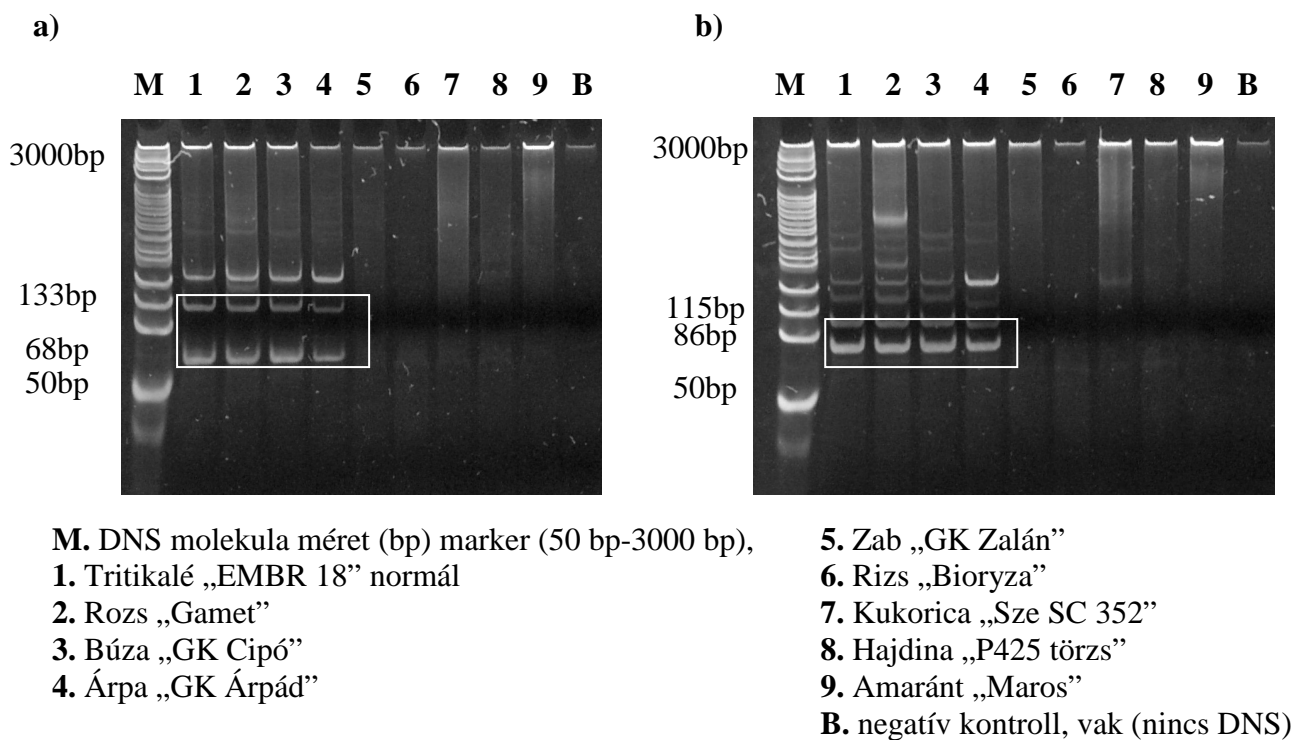 a)
M 1 2 3 4 5 6 7 8 9 B
3000bp
133bp
68bp
50bp
b)
M 1 2 3 4 5 6 7 8 9 B
3000bp
115bp
86bp
50bp
M. DNS molekula méret (bp) marker (50 bp-3000 bp),
1. Tritikalé „EMBR 18” normál
2. Rozs „Gamet”
3. Búza „GK Cipó”
4. Árpa „GK Árpád”
5. Zab „GK Zalán”
6. Rizs „Bioryza”
7. Kukorica „Sze SC 352”
8. Hajdina „P425 törzs”
9. Amaránt „Maros”
B. negatív kontroll, vak (nincs DNS)